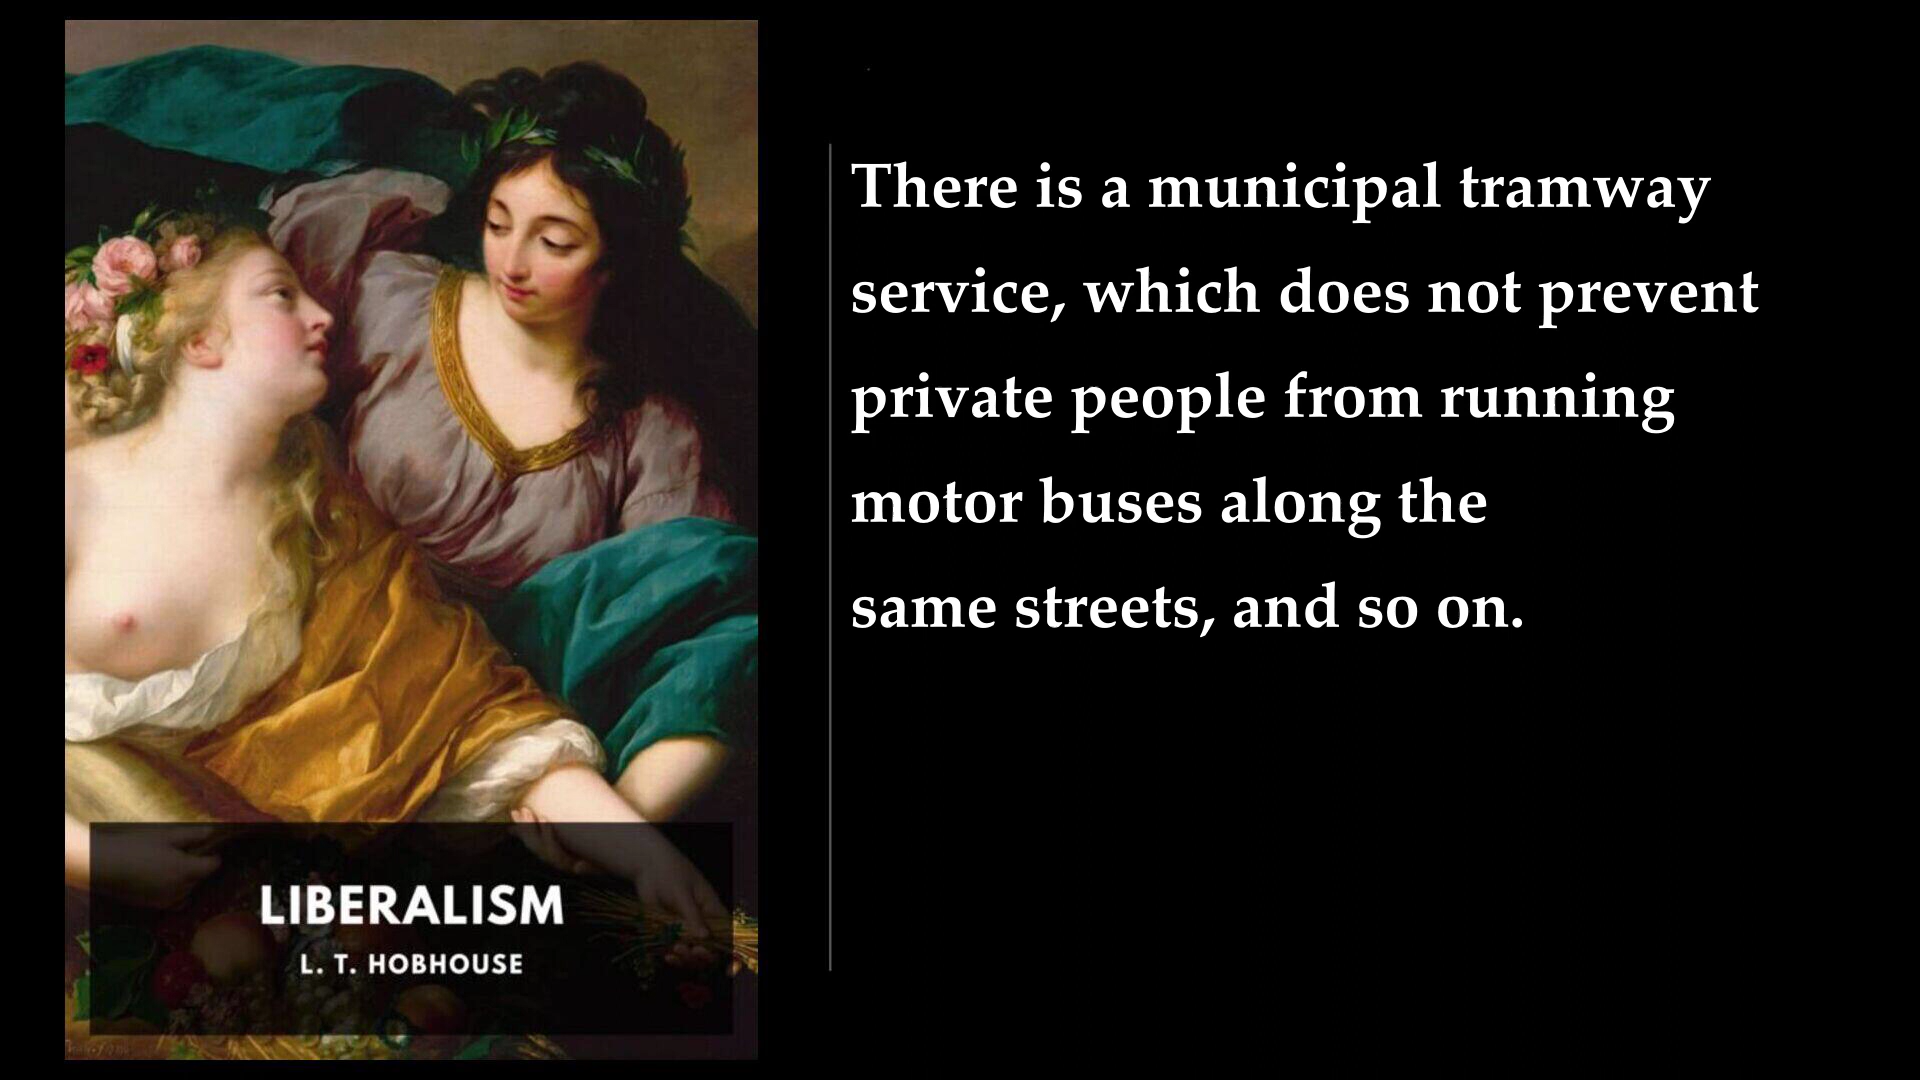 There is a municipal tramway
service, which does not prevent
private people from running
motor buses along the
same streets, and so on.
LIBERALISM
L. T. HOBHOUSE